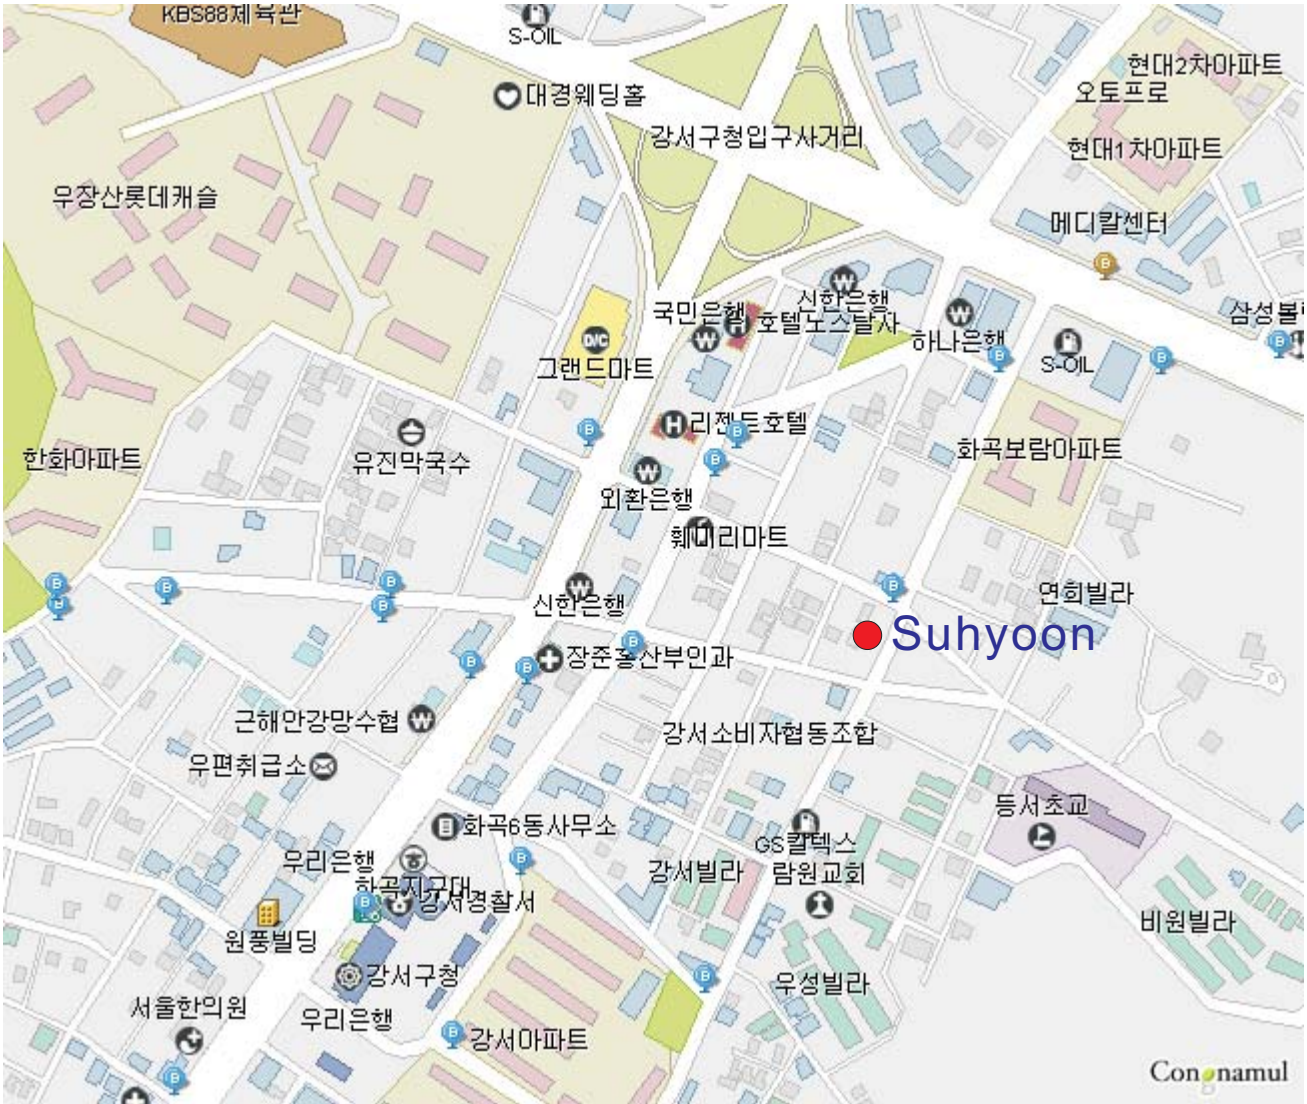 KBS88체육관
S-OIL
대경웨딩홀
현대2차아파트
오토프로
강서구청입구사거리
현대1차아파트
우장산롯데캐슬
메디칼센터
신한은행
국민은행
호텔노스탈자
하나은행
삼성볼
그랜드마트
S-OIL
리젠트호텔
한화아파트
유진막국수
화곡보람아파트
외환은행
훼미리마트
신한은행
연희빌라
Suhyoon
장준홍산부인과
근해안강망수협
강서소비자협동조합
우편취급소
등서초교
화곡6동사무소
우리은행
GS칼텍스
강서빌라
람원교회
화곡지구대
강서경찰서
비원빌라
원풍빌딩
강서구청
우성빌라
서울한의원
우리은행
강서아파트
Congnamul